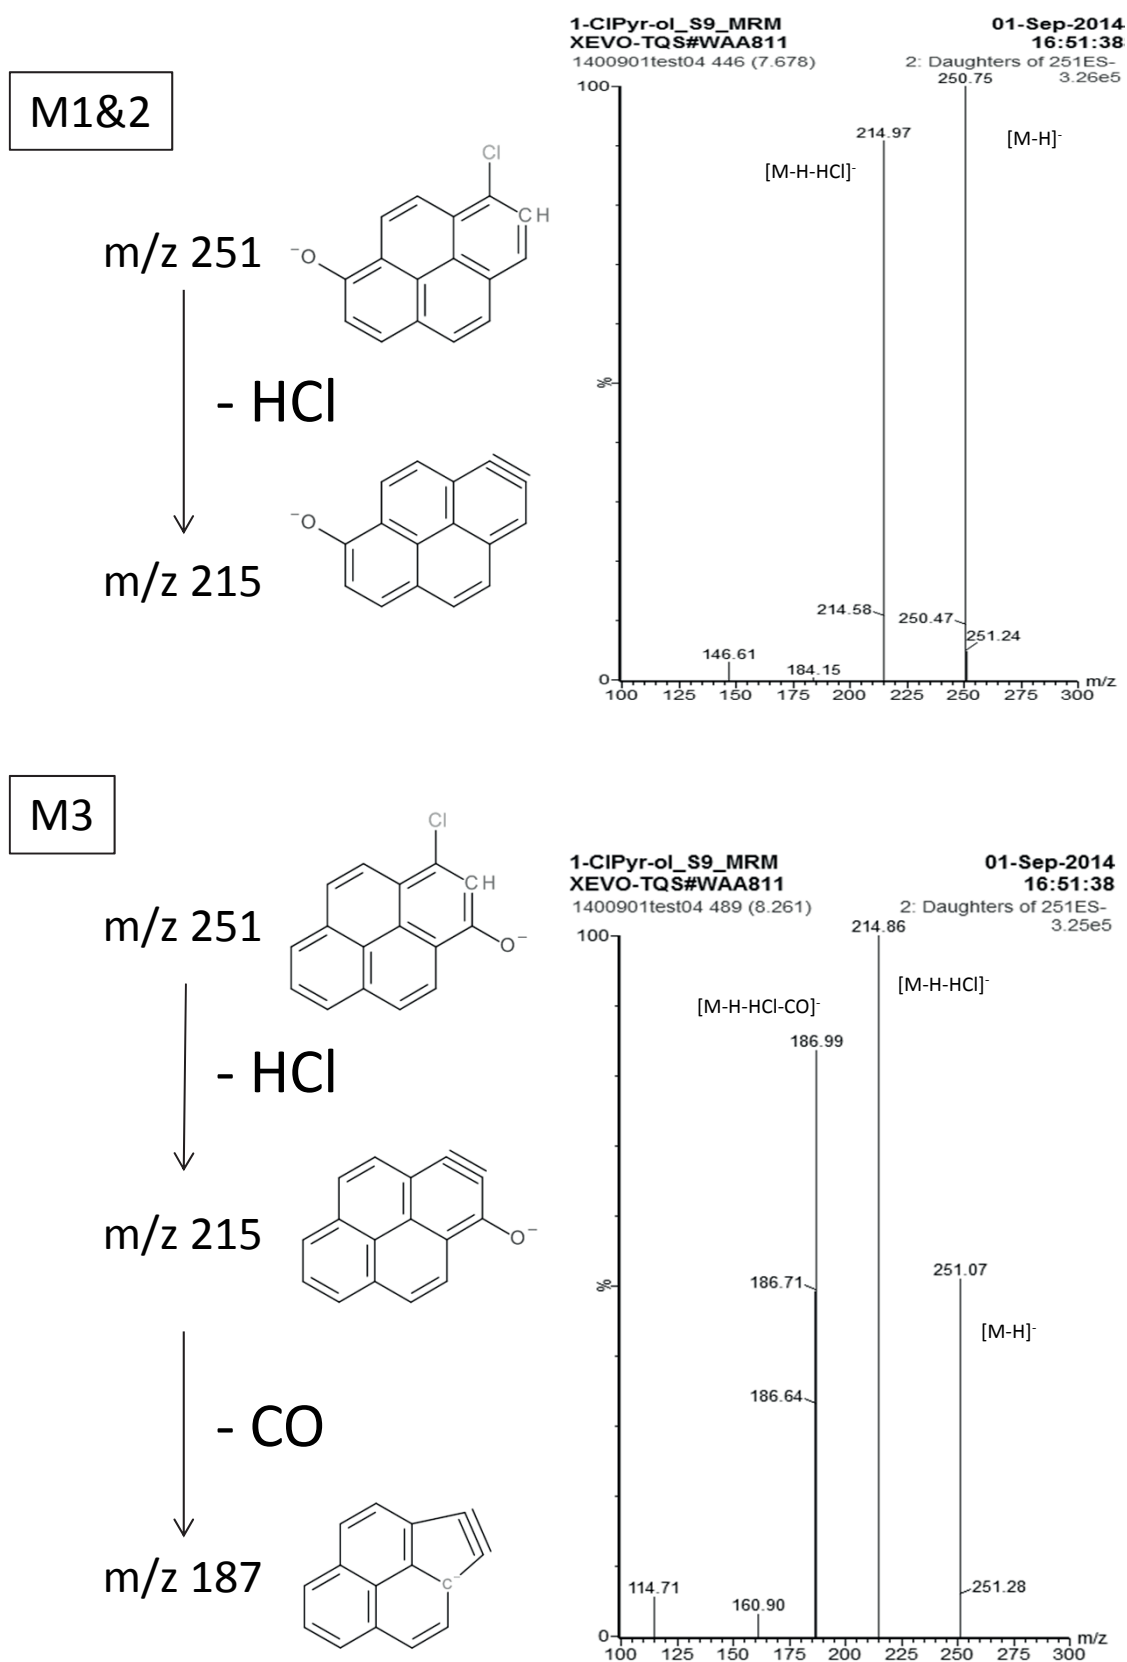 1-ClPyr-ol_S9_MRM 01-Sep-2014
XEVO-TQS#WAA811 16:51:38
1400901test04 446 (7.678) 2: Daughters of 251ES-
250.75 3.26e5
100
M1&2
214.97
[M-H]-
[M-H-HCl]-
Cl
CH
m/z 251
-O
%
- HCl
-O
m/z 215
214.58
250.47
251.24
146.61
184.15
0
100 125 150 175 200 225 250 275 300 m/z
M3
Cl
CH
m/z 251
O-
1-ClPyr-ol_S9_MRM 01-Sep-2014
XEVO-TQS#WAA811 16:51:38
1400901test04 489 (8.261) 2: Daughters of 251ES-
214.86 3.25e5
100
[M-H-HCl]-
[M-H-HCl-CO]-
186.99
- HCl
m/z 215
O-
251.07
186.71
%
[M-H]-
186.64
- CO
m/z 187
C-
114.71
160.90
251.28
0
100 125 150 175 200 225 250 275 300 m/z